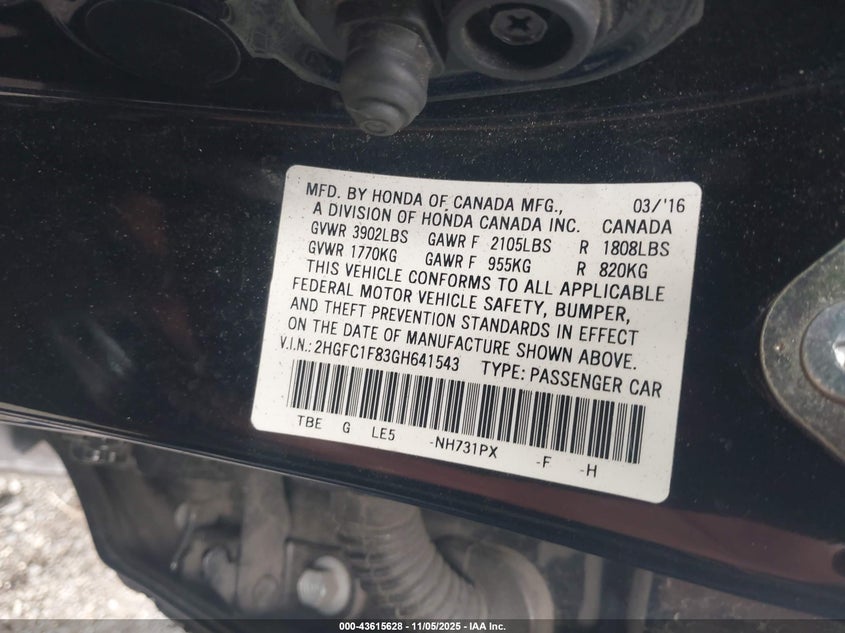 MFD. BY HONDA OF CANADA MFG., 03/'16
A DIVISION OF HONDA CANADA INC. CANADA
GVWR 3902LBS GAWR F 2105LBS R 1808LBS
GVWR 1770KG GAWR F 955KG R 820KG
THIS VEHICLE CONFORMS TO ALL APPLICABLE
FEDERAL MOTOR VEHICLE SAFETY, BUMPER,
AND THEFT PREVENTION STANDARDS IN EFFECT
ON THE DATE OF MANUFACTURE SHOWN ABOVE.
V.I.N.: 2HGFC1F83GH641543 TYPE: PASSENGER CAR
TBE G LE5 -NH731PX -F -H
000-43615628 - 11/05/2025 - IAA Inc.